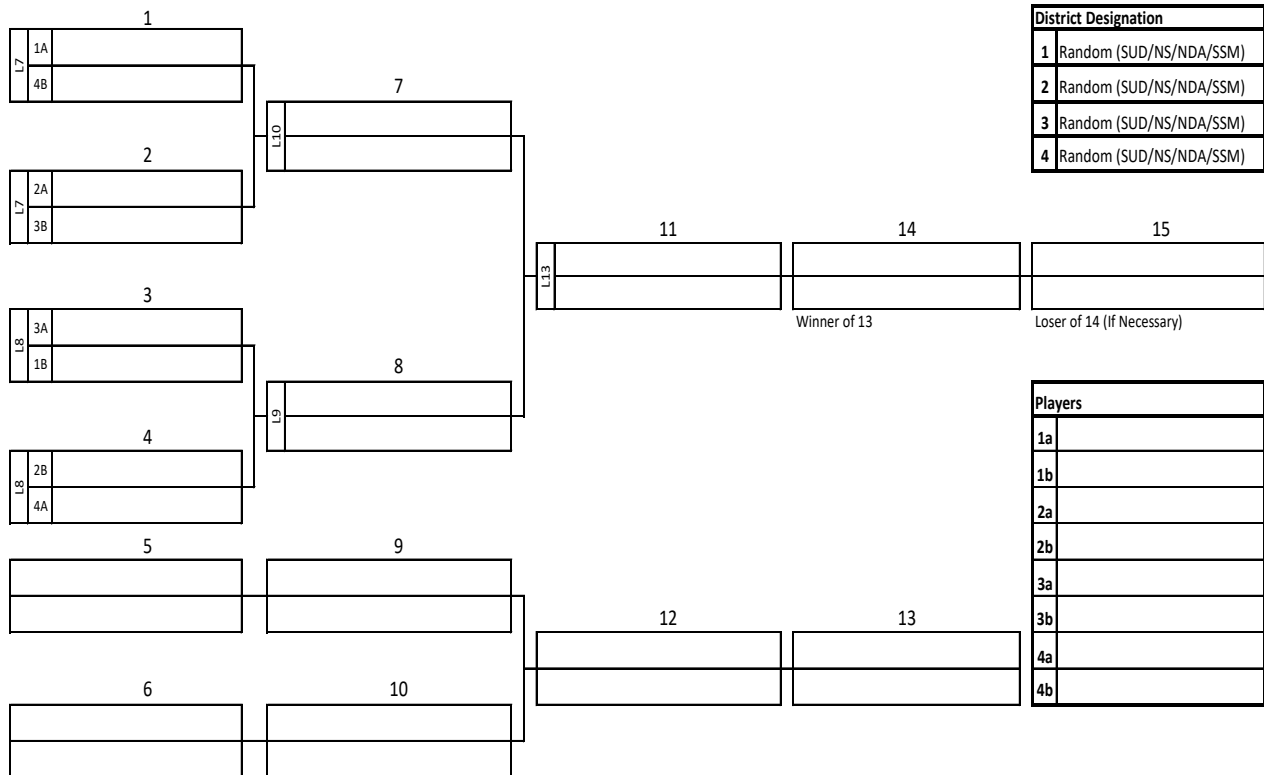 1
L7
1A
4B
2
L7
2A
3B
3
L8
3A
1B
4
L8
2B
4A
7
L10
8
L9
11
L13
14
Winner of 13
15
Loser of 14 (If Necessary)
5
9
6
10
12
13
District Designation
1 Random (SUD/NS/NDA/SSM)
2 Random (SUD/NS/NDA/SSM)
3 Random (SUD/NS/NDA/SSM)
4 Random (SUD/NS/NDA/SSM)
Players
1a
1b
2a
2b
3a
3b
4a
4b